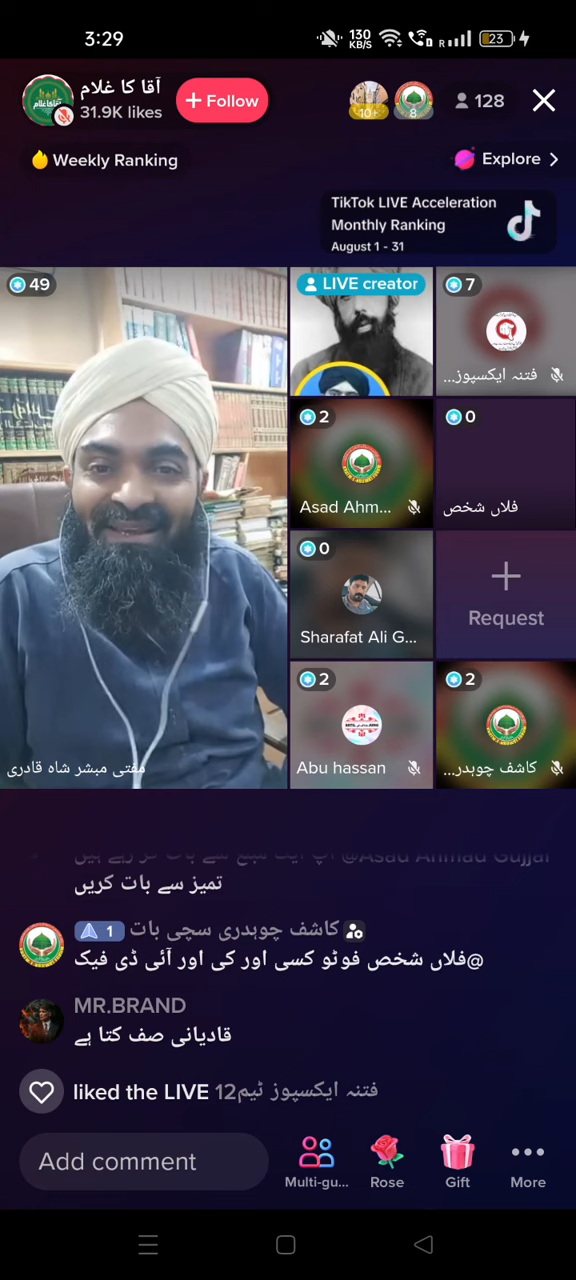 3:29
130
KB/S
R
23
آقا کا غلام
31.9K likes
+ Follow
10+
8
128
Weekly Ranking
Explore >
TikTok LIVE Acceleration
Monthly Ranking
August 1 - 31
49
LIVE creator
7
فتنہ ایکسپوز...
2
Asad Ahm...
0
فلاں شخص
0
Sharafat Ali G...
Request
مفتی مبشر شاہ قادری
2
Abu hassan
2
کاشف چوہدر...
@Asad Ahmad Gujjar
تمیز سے بات کریں
1 کاشف چوہدری سچی بات
@فلاں شخص فوٹو کسی اور کی اور آئی ڈی فیک
MR.BRAND
قادیانی صف کتا ہے
liked the LIVE فتنہ ایکسپوز ٹیم12
Add comment
Multi-gu...
Rose
Gift
More